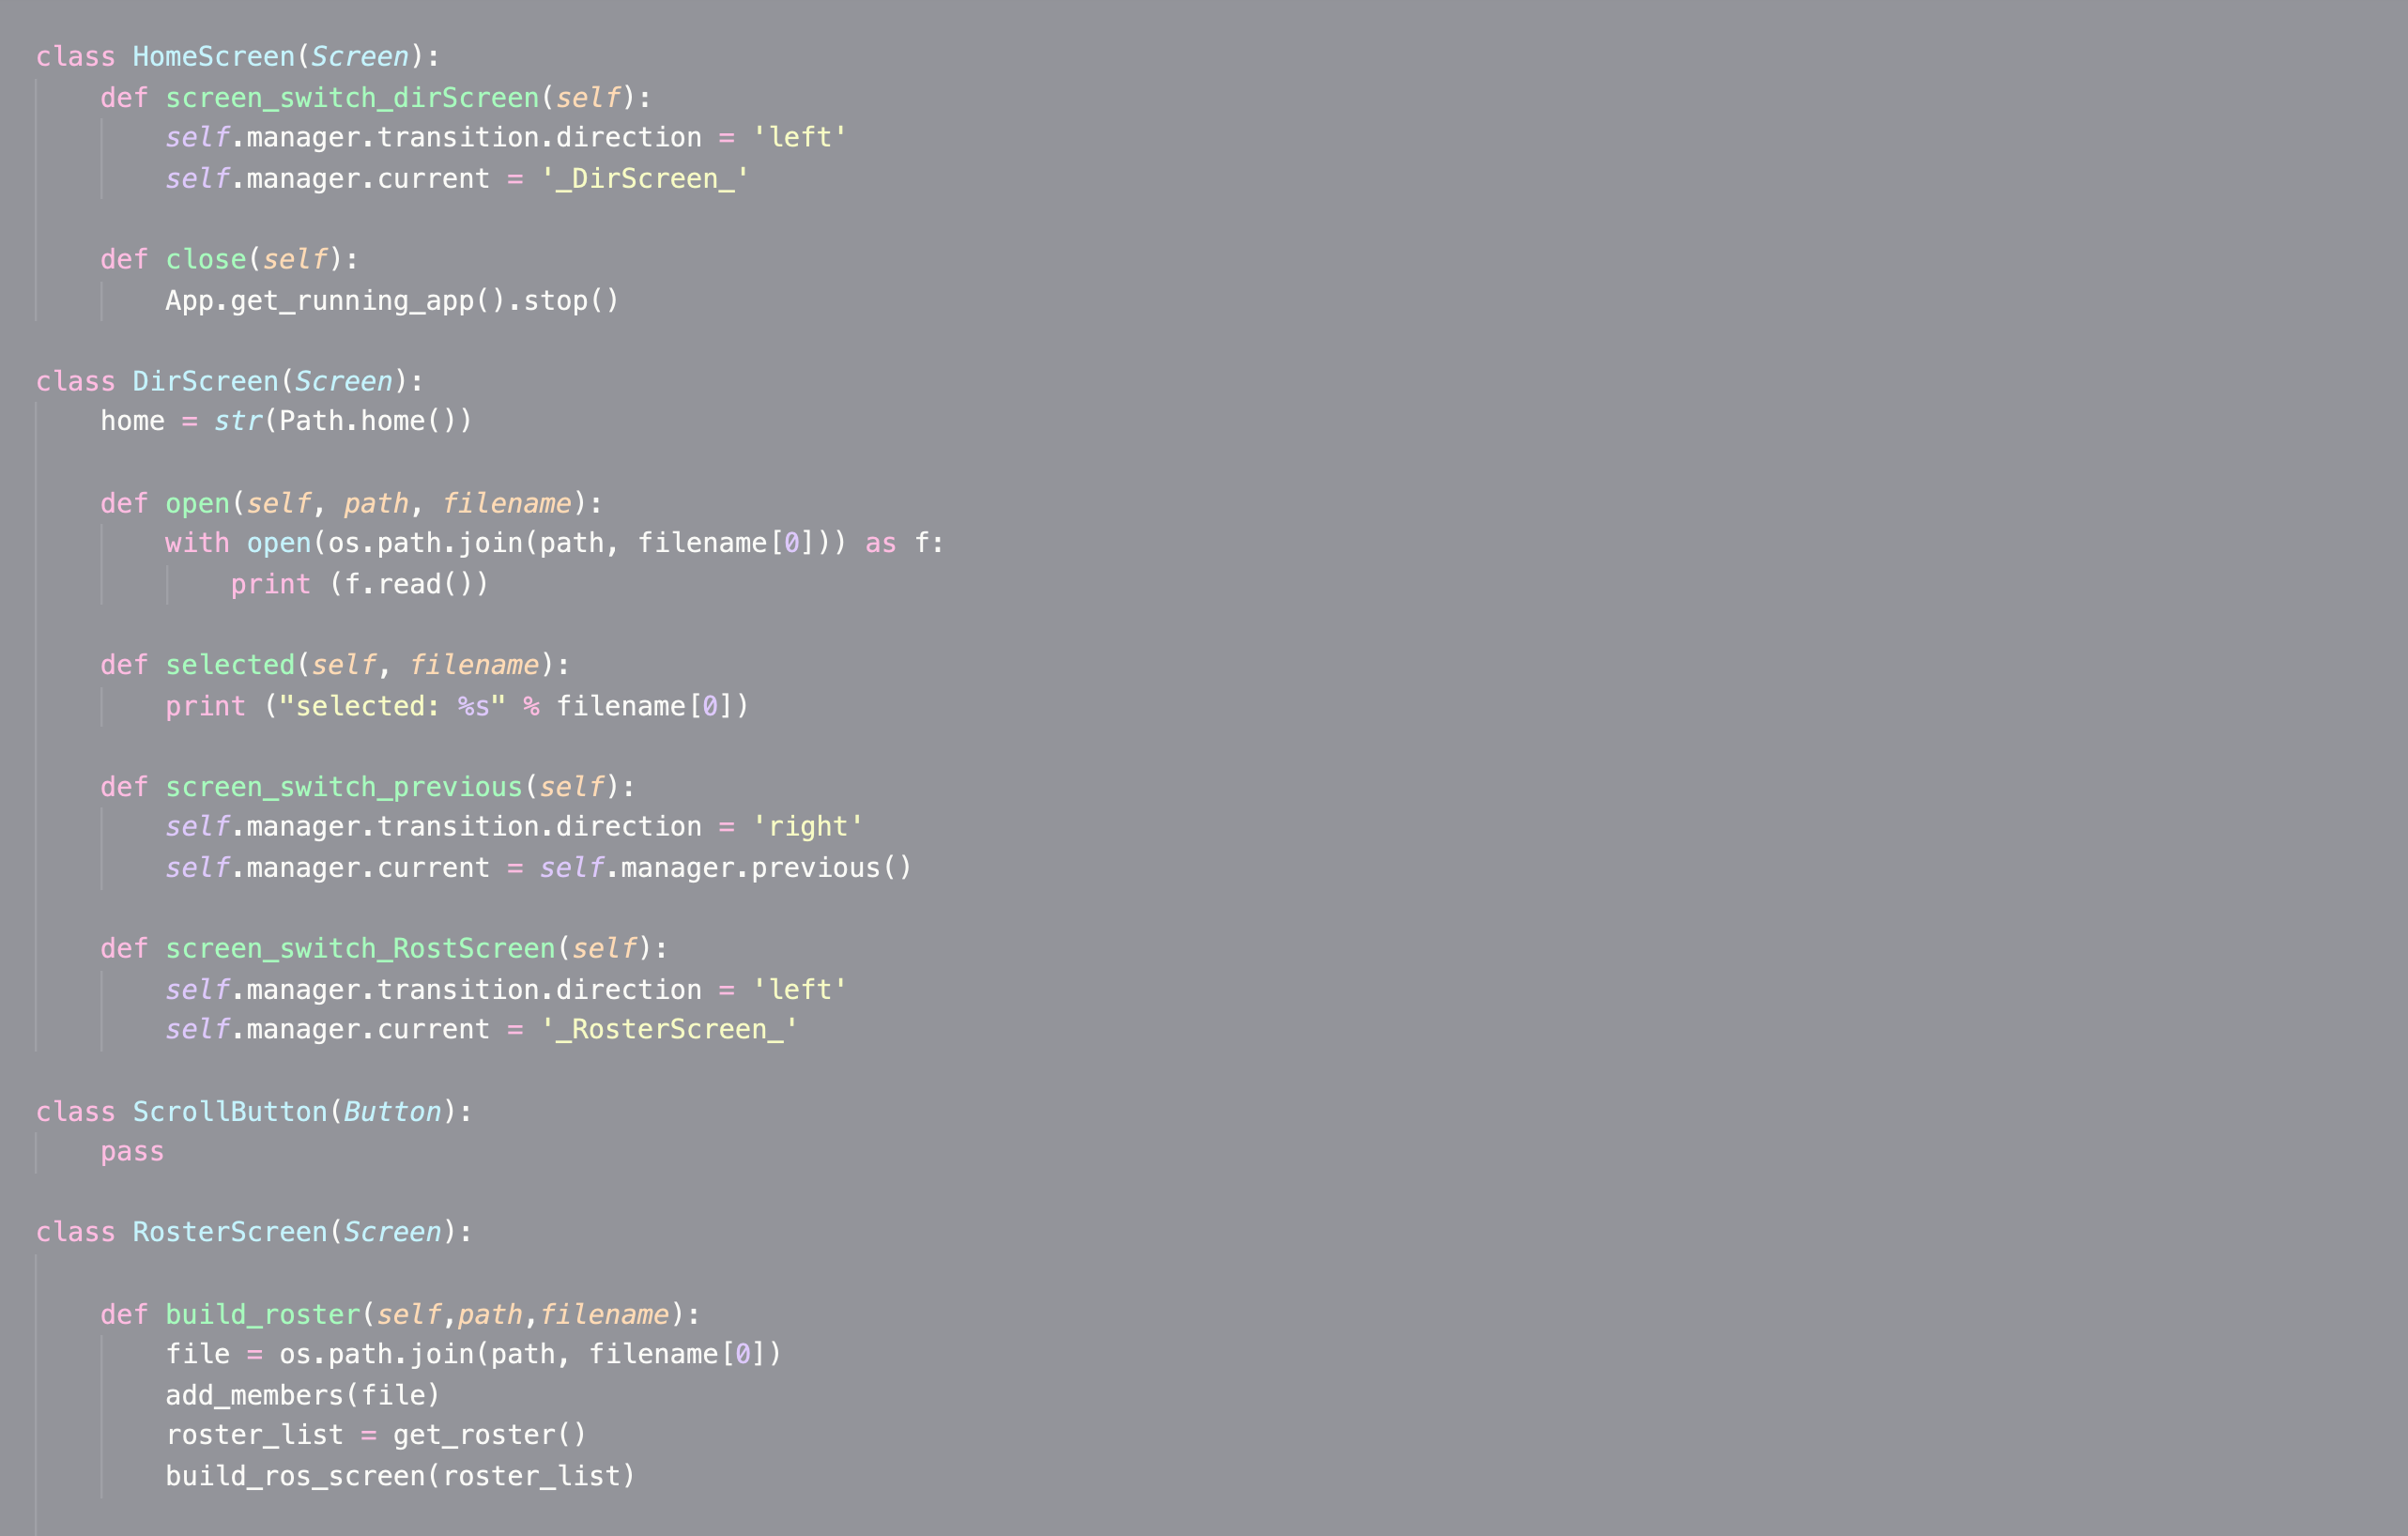 class HomeScreen(Screen):
    def screen_switch_dirScreen(self):
        self.manager.transition.direction = 'left'
        self.manager.current = '_DirScreen_'

    def close(self):
        App.get_running_app().stop()

class DirScreen(Screen):
    home = str(Path.home())

    def open(self, path, filename):
        with open(os.path.join(path, filename[0])) as f:
            print (f.read())

    def selected(self, filename):
        print ("selected: %s" % filename[0])

    def screen_switch_previous(self):
        self.manager.transition.direction = 'right'
        self.manager.current = self.manager.previous()

    def screen_switch_RostScreen(self):
        self.manager.transition.direction = 'left'
        self.manager.current = '_RosterScreen_'

class ScrollButton(Button):
    pass

class RosterScreen(Screen):

    def build_roster(self,path,filename):
        file = os.path.join(path, filename[0])
        add_members(file)
        roster_list = get_roster()
        build_ros_screen(roster_list)